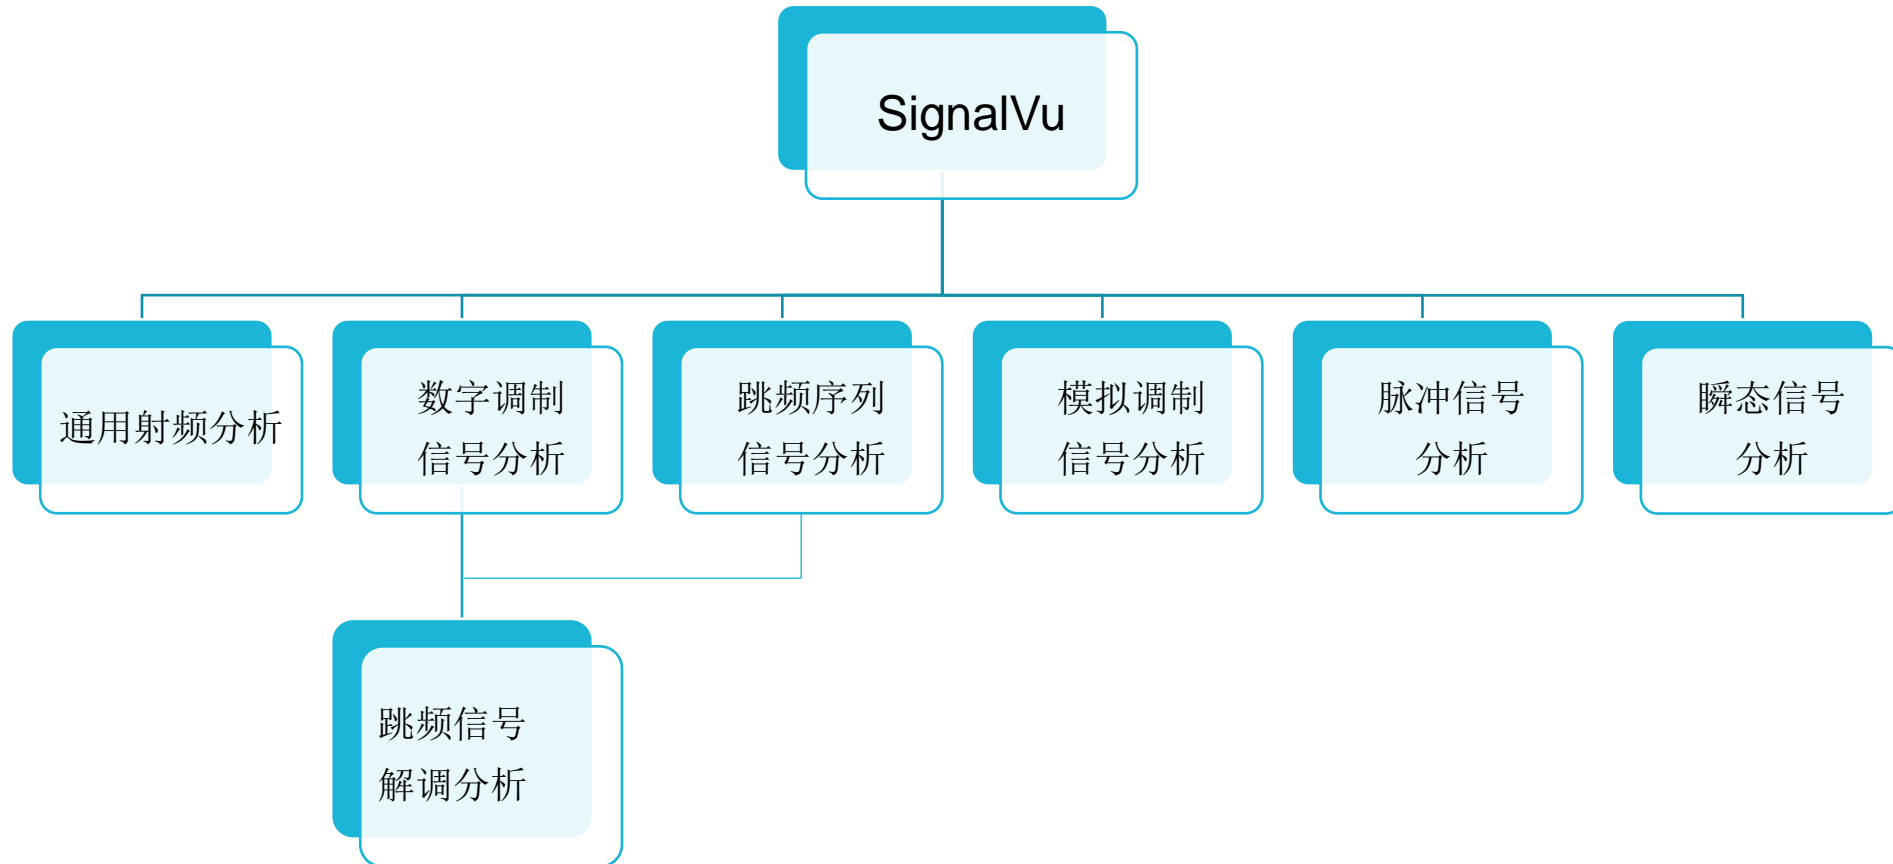 SignalVu
通用射频分析
数字调制
信号分析
跳频序列
信号分析
模拟调制
信号分析
脉冲信号
分析
瞬态信号
分析
跳频信号
解调分析